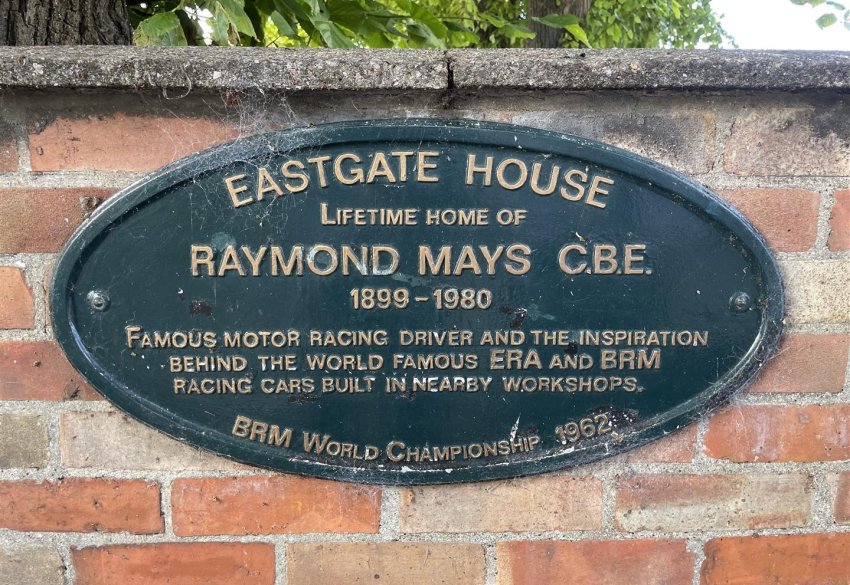 EASTGATE HOUSE
LIFETIME HOME OF
RAYMOND MAYS C.B.E.
1899 - 1980
FAMOUS MOTOR RACING DRIVER AND THE INSPIRATION
BEHIND THE WORLD FAMOUS ERA AND BRM
RACING CARS BUILT IN NEARBY WORKSHOPS.
BRM WORLD CHAMPIONSHIP 1962